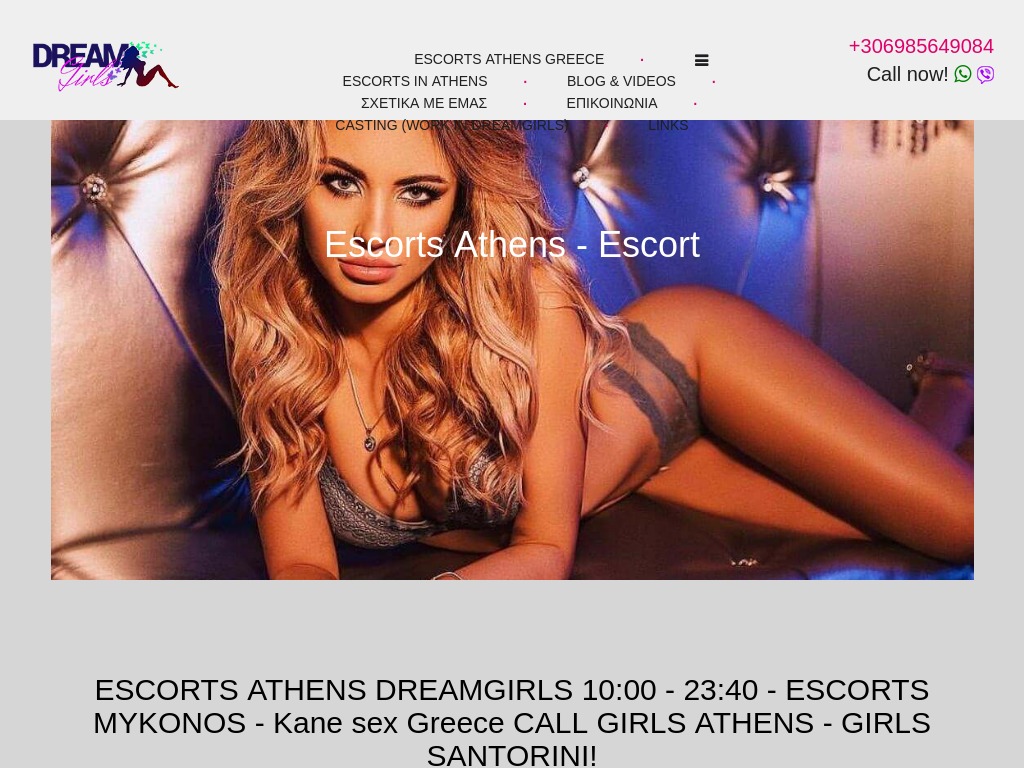 DREAM
Girls
ESCORTS ATHENS GREECE
ESCORTS IN ATHENS
BLOG & VIDEOS
ΣΧΕΤΙΚΑ ΜΕ ΕΜΑΣ
ΕΠΙΚΟΙΝΩΝΙΑ
CASTING (WORK IN DREAMGIRLS)
LINKS
+306985649084
Call now!
Escorts Athens - Escort
ESCORTS ATHENS DREAMGIRLS 10:00 - 23:40 - ESCORTS
MYKONOS - Kane sex Greece CALL GIRLS ATHENS - GIRLS
SANTORINI!